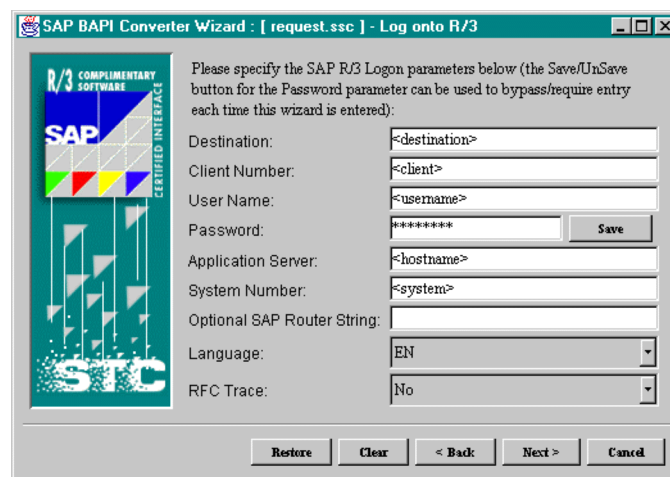 SAP BAPI Converter Wizard : [ request.ssc ] - Log onto R/3
R/3 COMPLIMENTARY
SOFTWARE
SAP
CERTIFIED INTERFACE
STC
Please specify the SAP R/3 Logon parameters below (the Save/UnSave
button for the Password parameter can be used to bypass/require entry
each time this wizard is entered):
Destination: <destination>
Client Number: <client>
User Name: <username>
Password: ******** Save
Application Server: <hostname>
System Number: <system>
Optional SAP Router String:
Language: EN
RFC Trace: No
Restore Clear < Back Next > Cancel